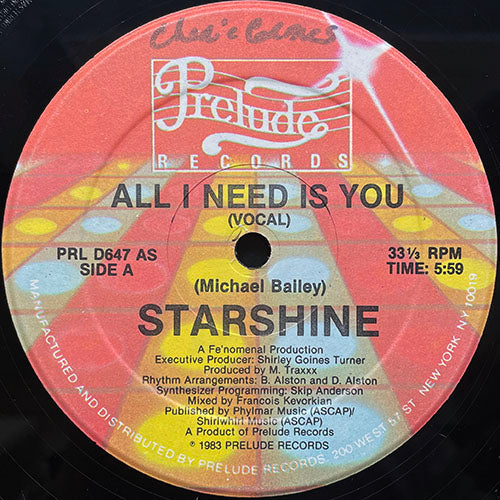 Prelude
RECORDS
ALL I NEED IS YOU
(VOCAL)
PRL D647 AS
SIDE A
33 1/3 RPM
TIME: 5:59
(Michael Bailey)
STARSHINE
A Fe'nomenal Production
Executive Producer: Shirley Goines Turner
Produced by M. Traxxx
Rhythm Arrangements: B. Alston and D. Alston
Synthesizer Programming: Skip Anderson
Mixed by Francois Kevorkian
Published by Phylmar Music (ASCAP)/
Shiriwhirl Music (ASCAP)
A Product of Prelude Records
℗ 1983 PRELUDE RECORDS
MANUFACTURED AND DISTRIBUTED BY PRELUDE RECORDS, 200 WEST 57 ST. NEW YORK, NY 10019